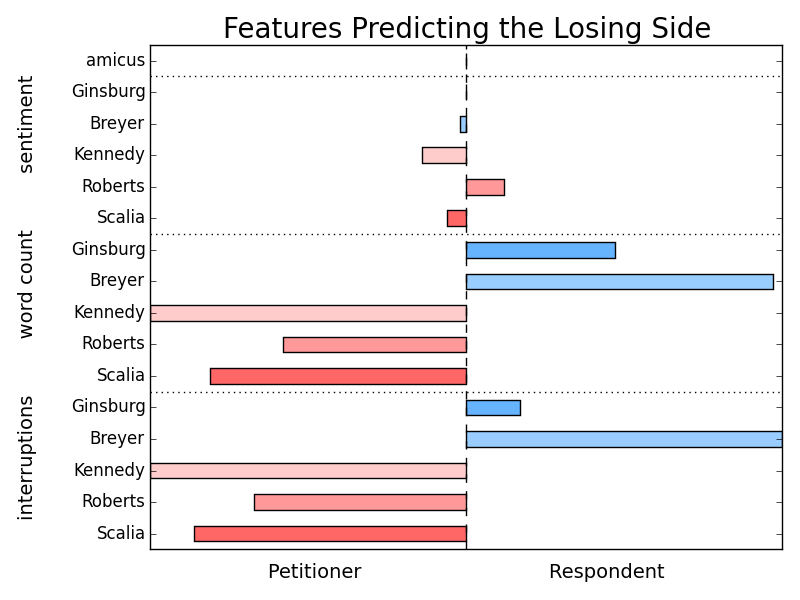 Features Predicting the Losing Side
amicus
sentiment
Ginsburg
Breyer
Kennedy
Roberts
Scalia
word count
Ginsburg
Breyer
Kennedy
Roberts
Scalia
interruptions
Ginsburg
Breyer
Kennedy
Roberts
Scalia
Petitioner Respondent